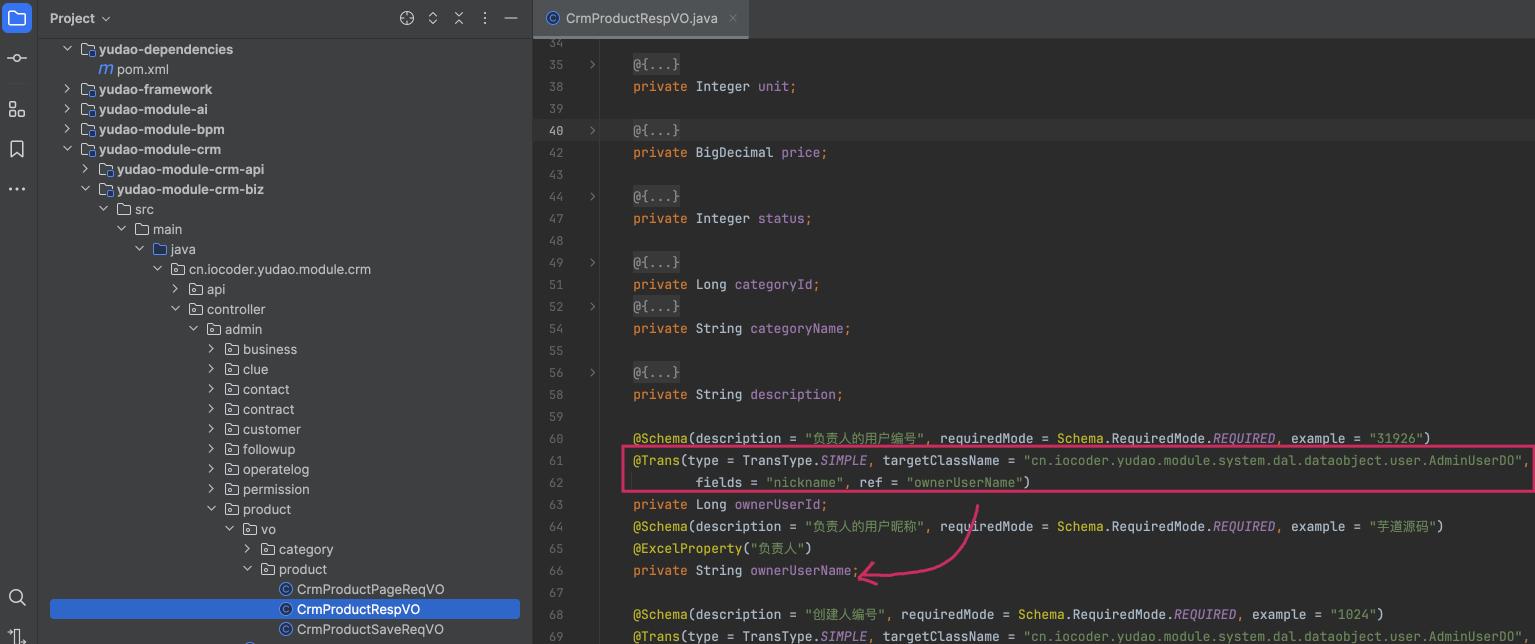 Project
yudao-dependencies
pom.xml
yudao-framework
yudao-module-ai
yudao-module-bpm
yudao-module-crm
yudao-module-crm-api
yudao-module-crm-biz
src
main
java
cn.iocoder.yudao.module.crm
api
controller
admin
business
clue
contact
contract
customer
followup
operatelog
permission
product
vo
category
product
CrmProductPageReqVO
CrmProductRespVO
CrmProductSaveReqVO
CrmProductRespVO.java
34
35 @{...}
38 private Integer unit;
39
40 @{...}
42 private BigDecimal price;
43
44 @{...}
47 private Integer status;
48
49 @{...}
51 private Long categoryId;
52 @{...}
54 private String categoryName;
55
56 @{...}
58 private String description;
59
60 @Schema(description = "负责人的用户编号", requiredMode = Schema.RequiredMode.REQUIRED, example = "31926")
61 @Trans(type = TransType.SIMPLE, targetClassName = "cn.iocoder.yudao.module.system.dal.dataobject.user.AdminUserDO",
62 fields = "nickname", ref = "ownerUserName")
63 private Long ownerUserId;
64 @Schema(description = "负责人的用户昵称", requiredMode = Schema.RequiredMode.REQUIRED, example = "芋道源码")
65 @ExcelProperty("负责人")
66 private String ownerUserName;
67
68 @Schema(description = "创建人编号", requiredMode = Schema.RequiredMode.REQUIRED, example = "1024")
69 @Trans(type = TransType.SIMPLE, targetClassName = "cn.iocoder.yudao.module.system.dal.dataobject.user.AdminUserDO",